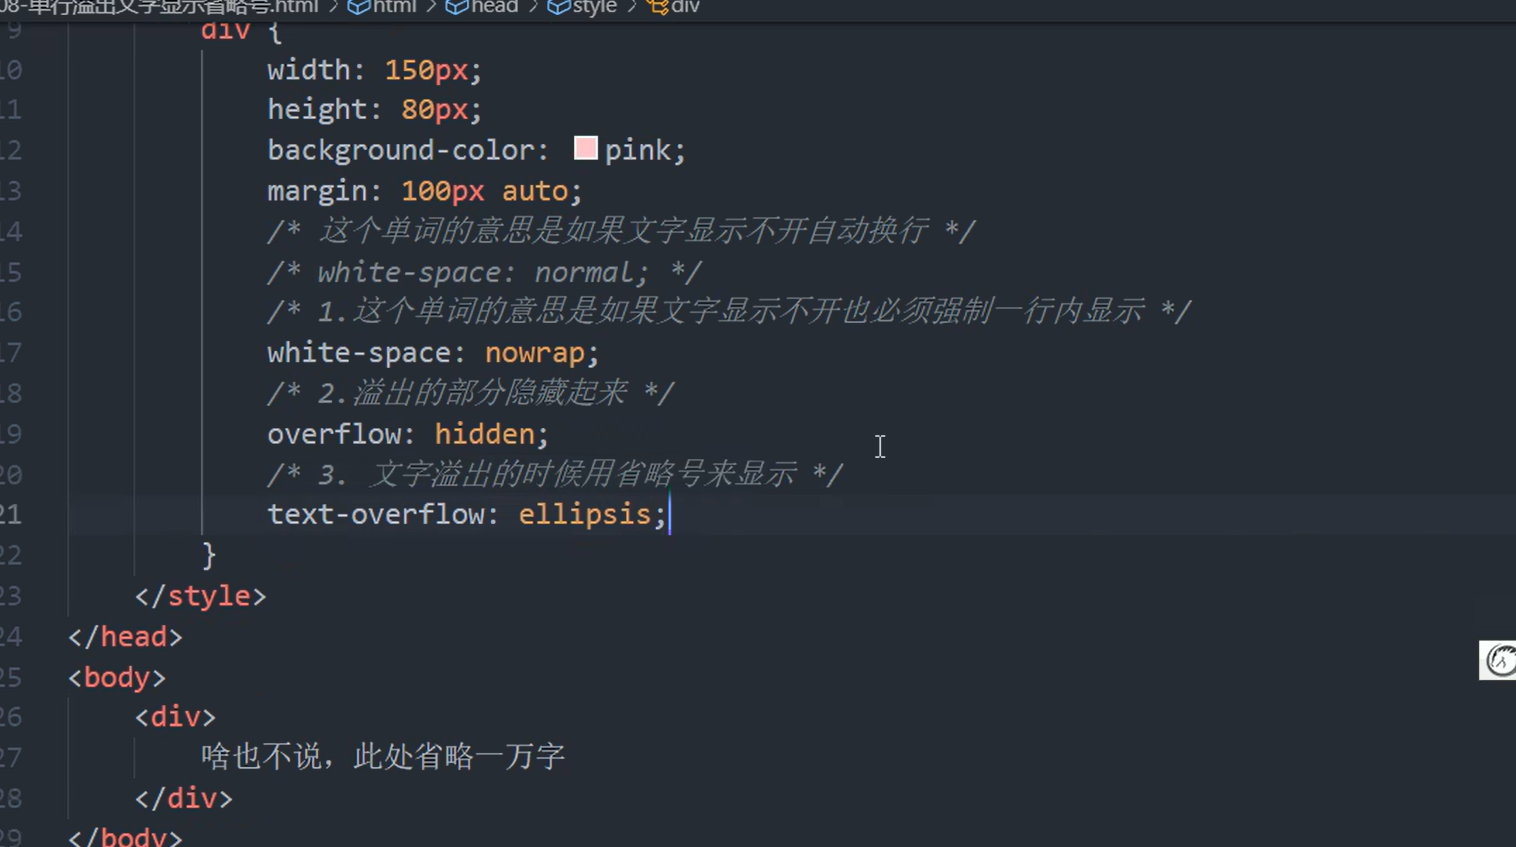 08-单行溢出文字显示省略号.html > html > head > style > div
9 div {
10 width: 150px;
11 height: 80px;
12 background-color: pink;
13 margin: 100px auto;
14 /* 这个单词的意思是如果文字显示不开自动换行 */
15 /* white-space: normal; */
16 /* 1.这个单词的意思是如果文字显示不开也必须强制一行内显示 */
17 white-space: nowrap;
18 /* 2.溢出的部分隐藏起来 */
19 overflow: hidden;
20 /* 3. 文字溢出的时候用省略号来显示 */
21 text-overflow: ellipsis;
22 }
23 </style>
24 </head>
25 <body>
26 <div>
27 啥也不说，此处省略一万字
28 </div>
29 </body>